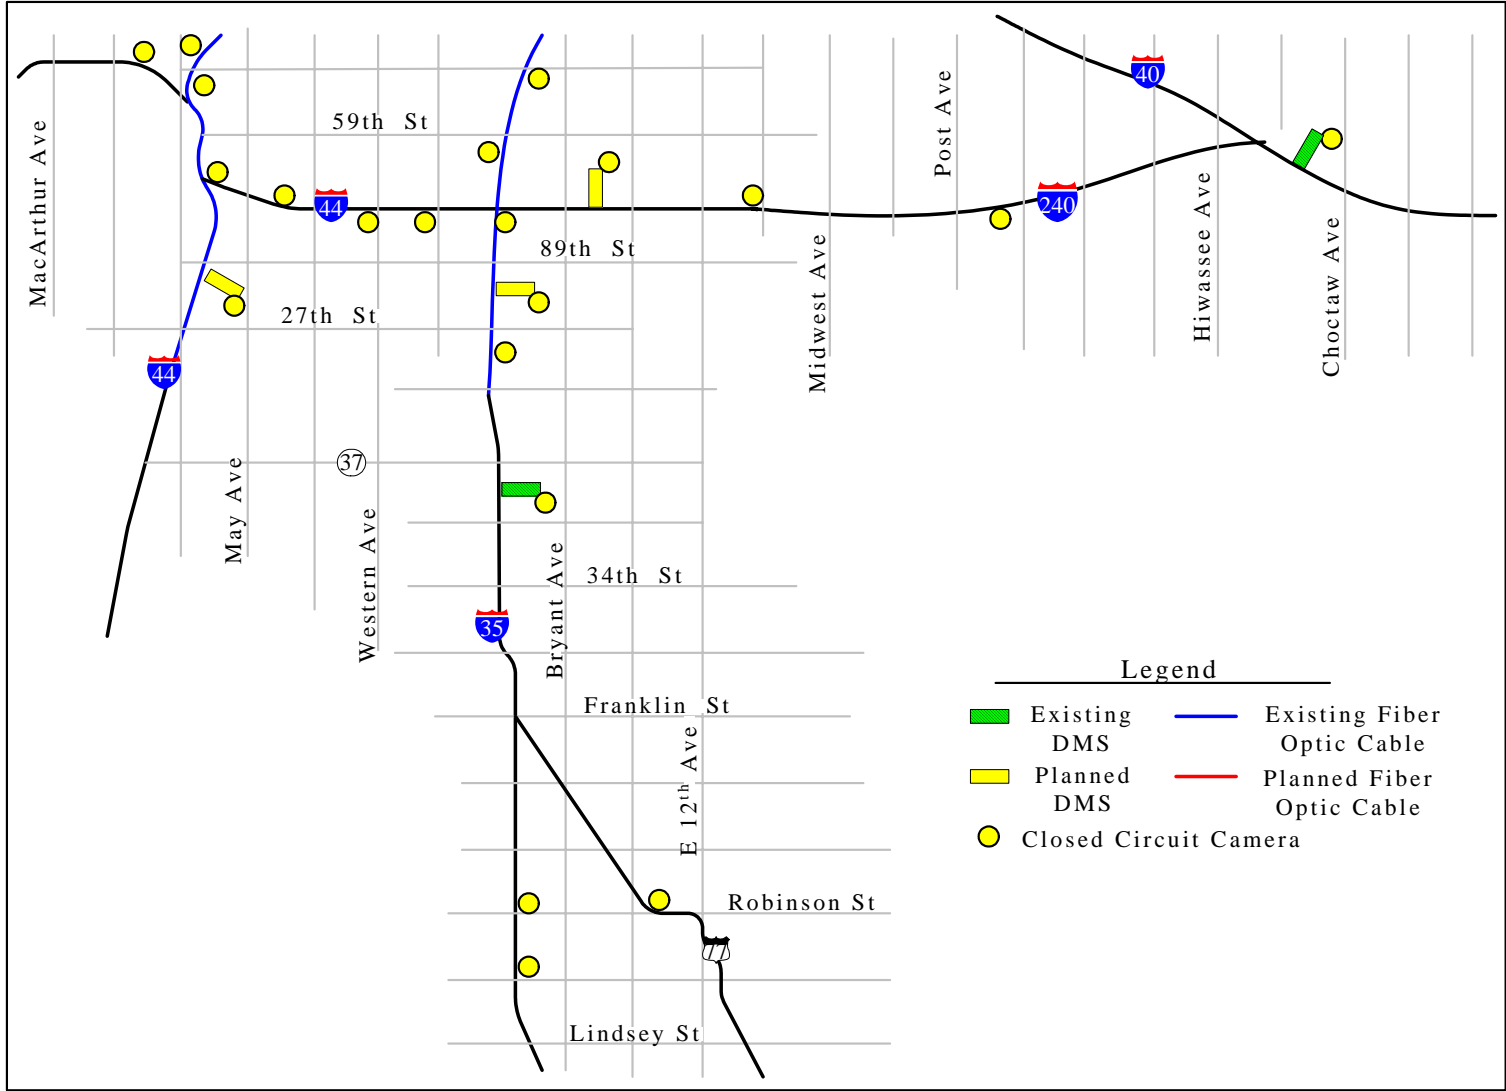 40
Post Ave
59th St
MacArthur Ave
44
240
Hiwassee Ave
Choctaw Ave
89th St
Midwest Ave
27th St
44
37
May Ave
Western Ave
Bryant Ave
34th St
35
Legend
Franklin St
Existing
DMS
Existing Fiber
Optic Cable
E 12th Ave
Planned
DMS
Planned Fiber
Optic Cable
Closed Circuit Camera
Robinson St
77
Lindsey St